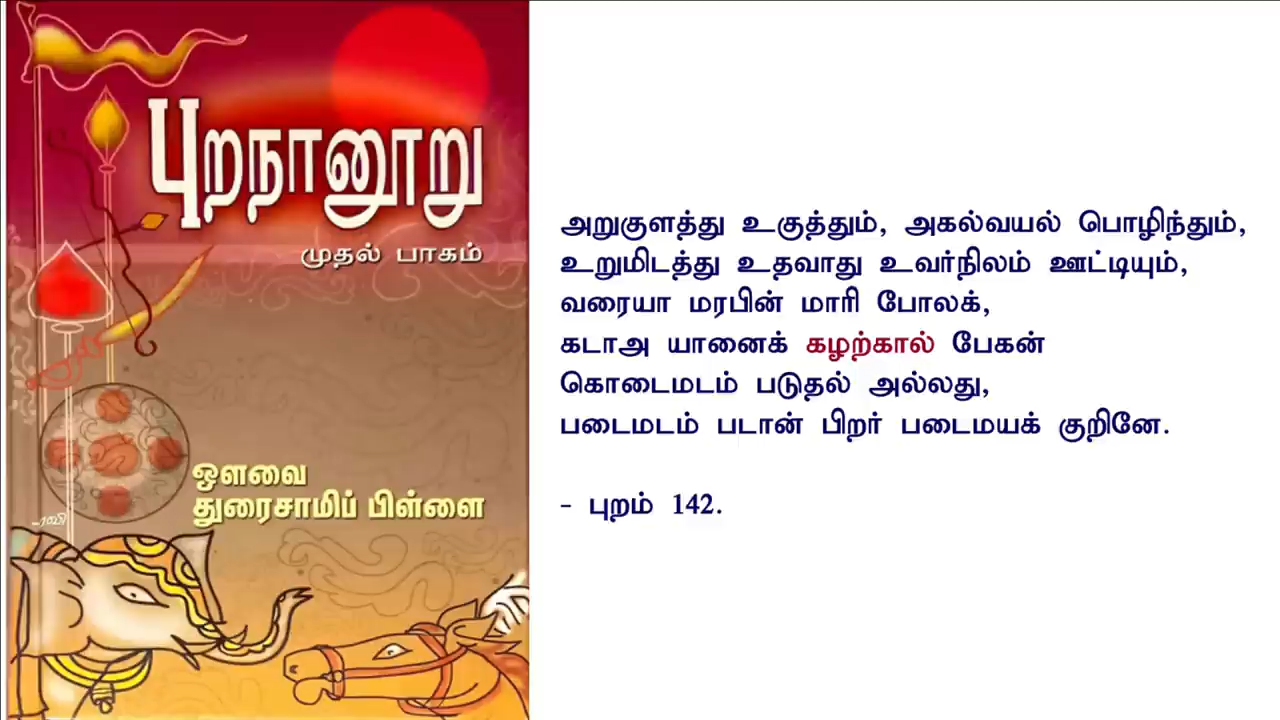 புறநானூறு
முதல் பாகம்
ஔவை
துரைசாமிப் பிள்ளை
ரவி
அறுகுளத்து உகுத்தும், அகல்வயல் பொழிந்தும்,
உறுமிடத்து உதவாது உவர்நிலம் ஊட்டியும்,
வரையா மரபின் மாரி போலக்,
கடாஅ யானைக் கழற்கால் பேகன்
கொடைமடம் படுதல் அல்லது,
படைமடம் படான் பிறர் படைமயக் குறினே.
- புறம் 142.